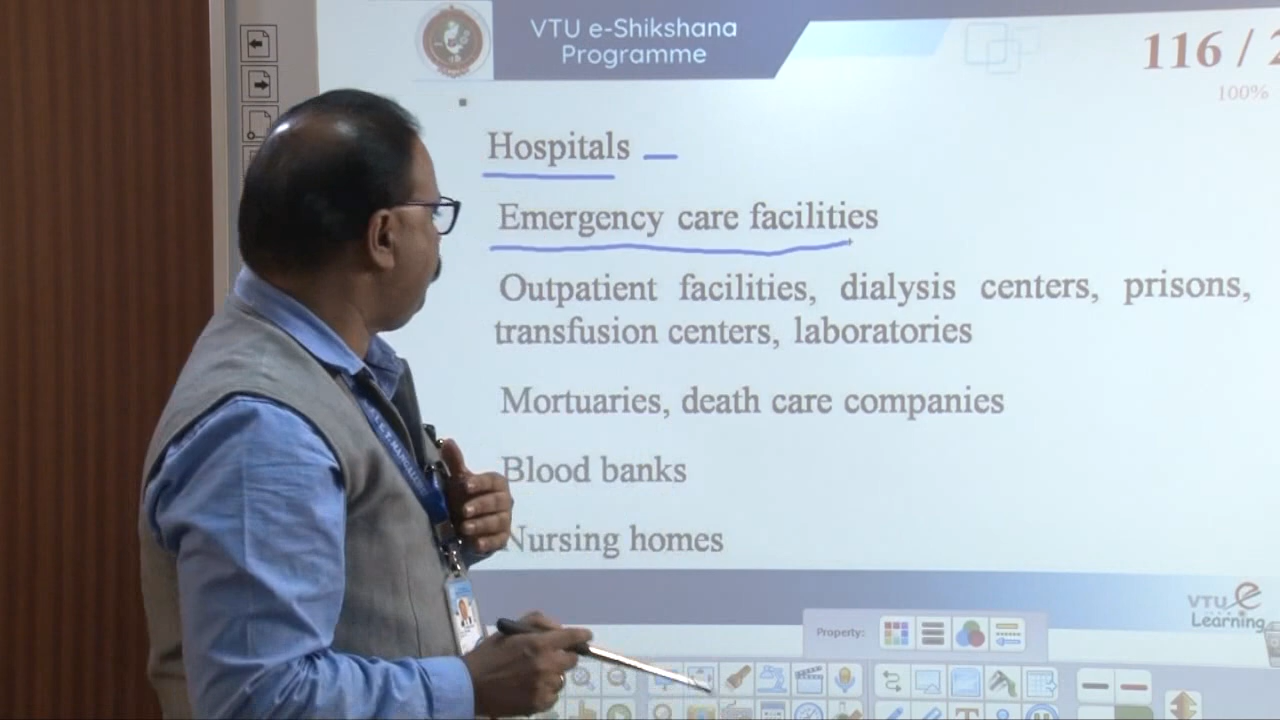 VTU e-Shikshana
Programme
116 /
100%
Hospitals
Emergency care facilities
Outpatient facilities, dialysis centers, prisons,
transfusion centers, laboratories
Mortuaries, death care companies
Blood banks
Nursing homes
VTU e
Learning
Property: